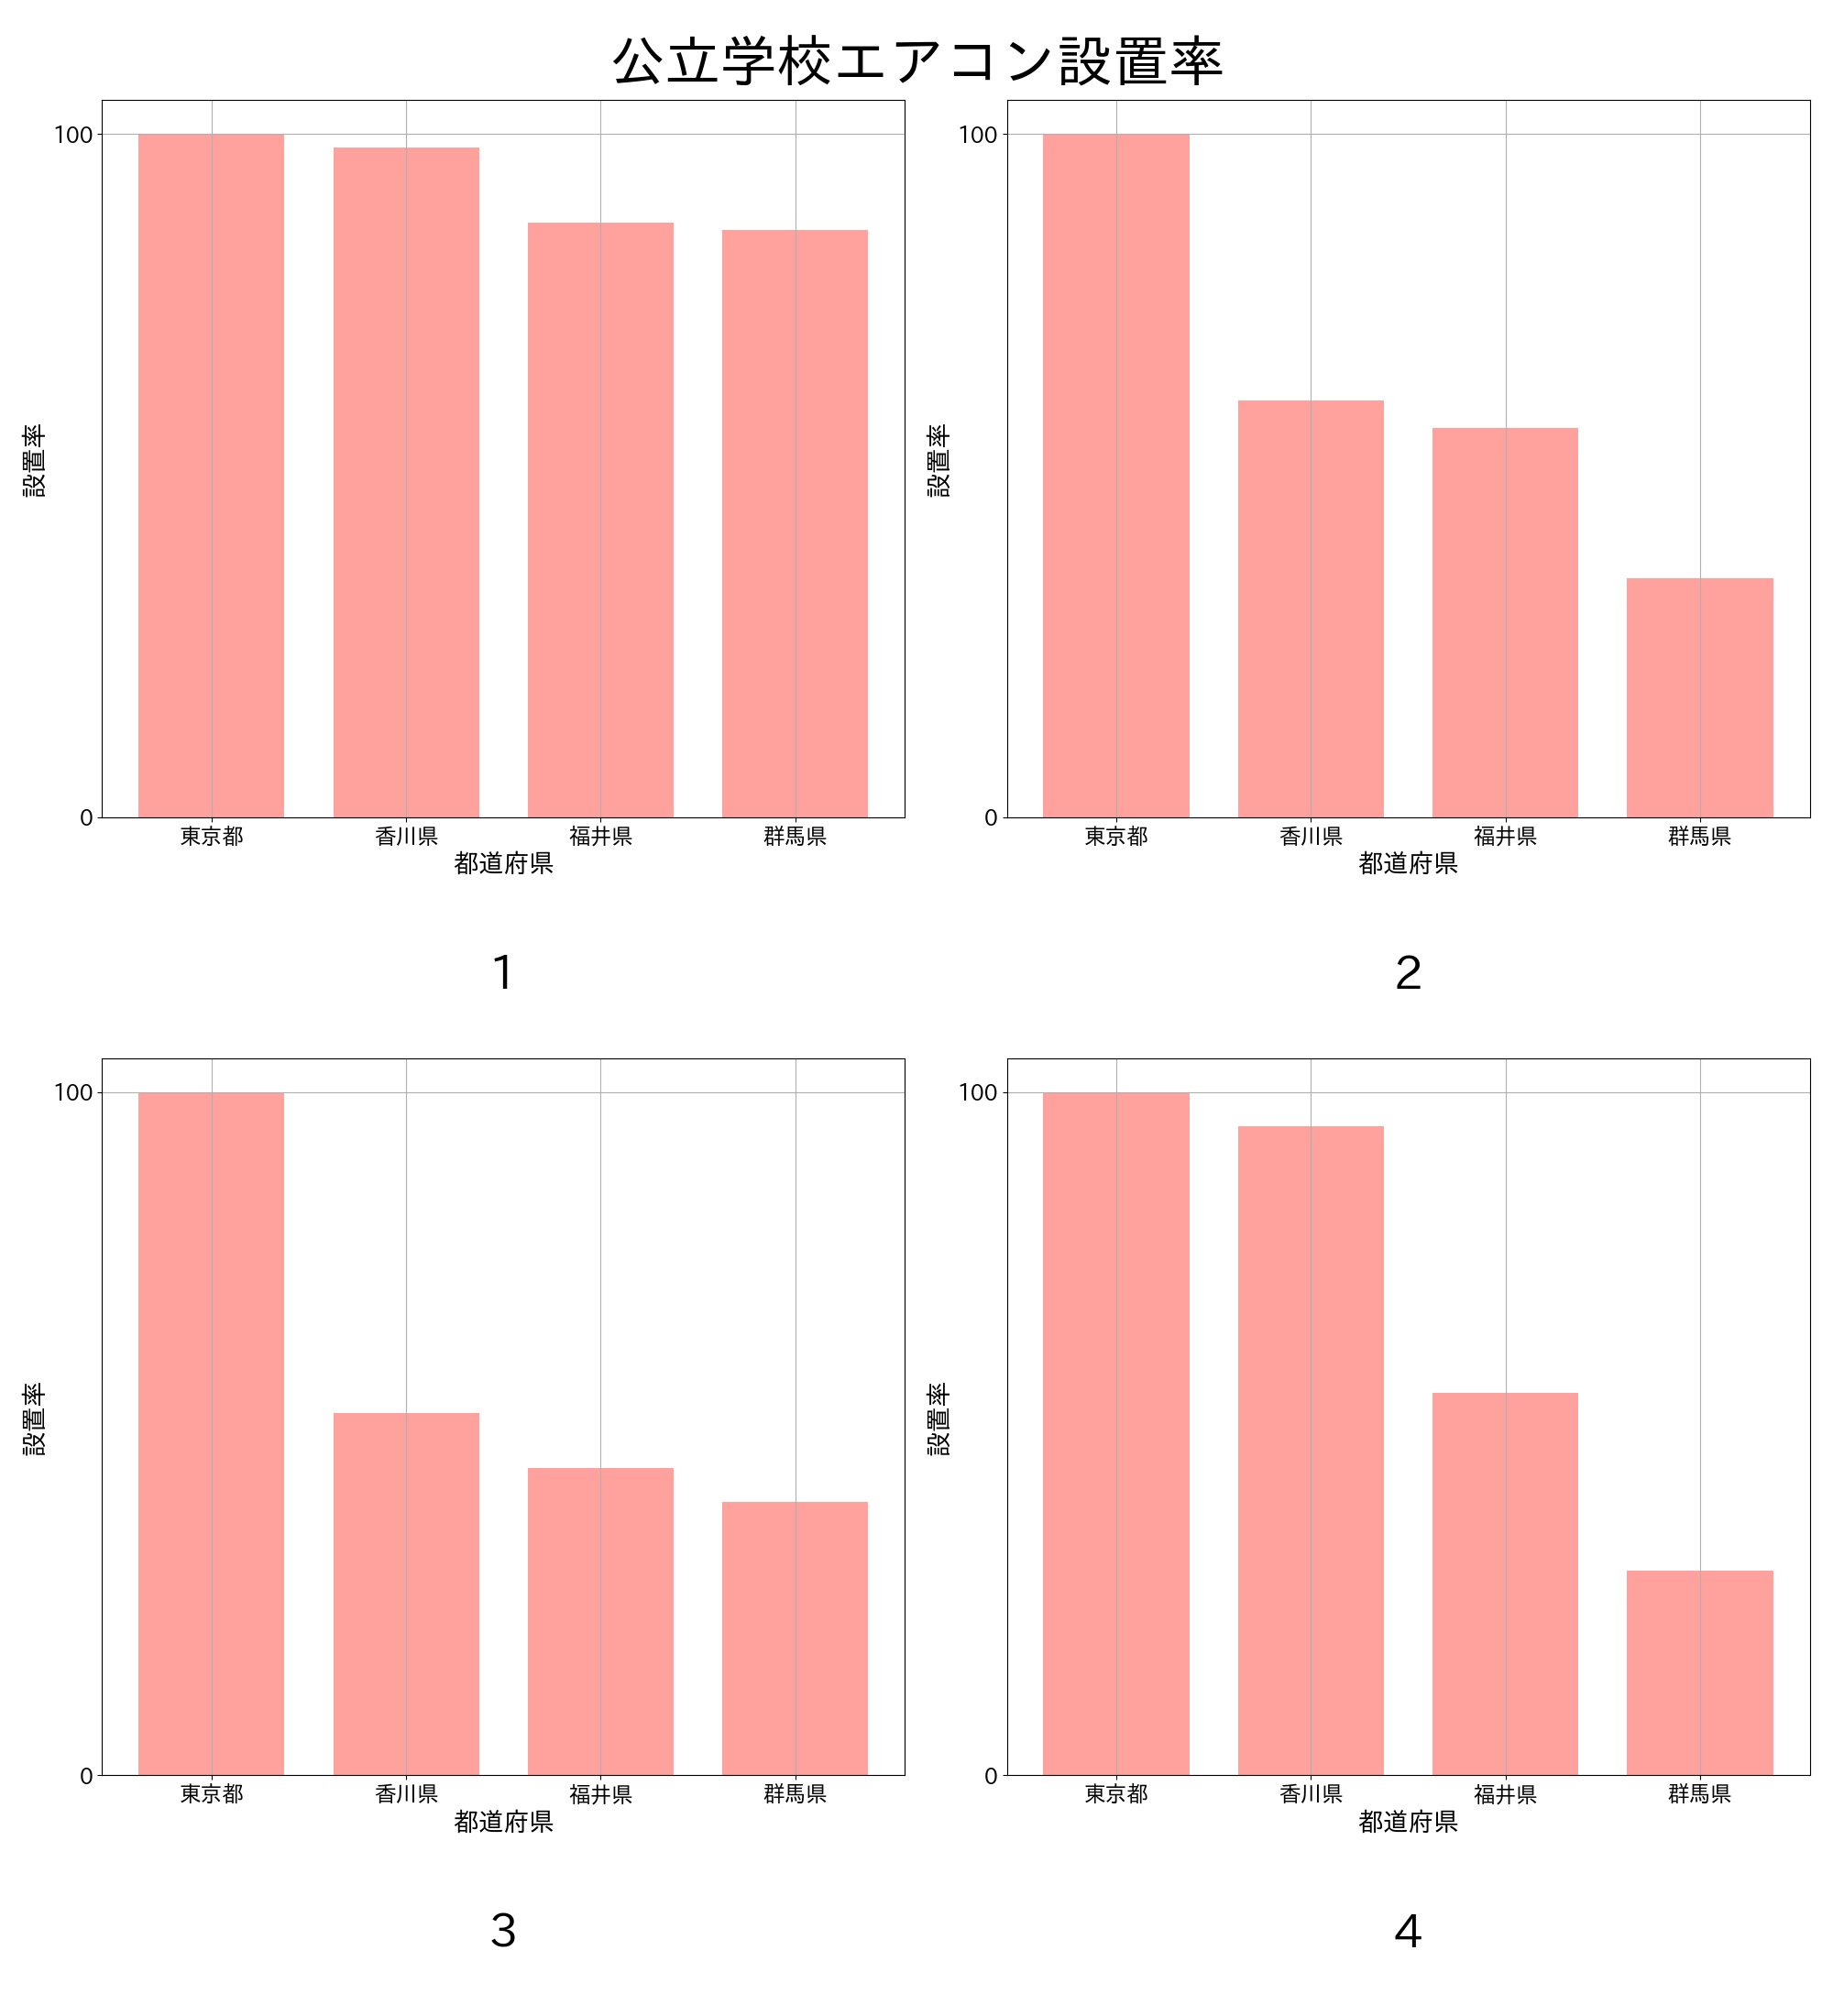 公立学校エアコン設置率
100
0
設置率
東京都 香川県 福井県 群馬県
都道府県
1
100
0
設置率
東京都 香川県 福井県 群馬県
都道府県
2
100
0
設置率
東京都 香川県 福井県 群馬県
都道府県
3
100
0
設置率
東京都 香川県 福井県 群馬県
都道府県
4